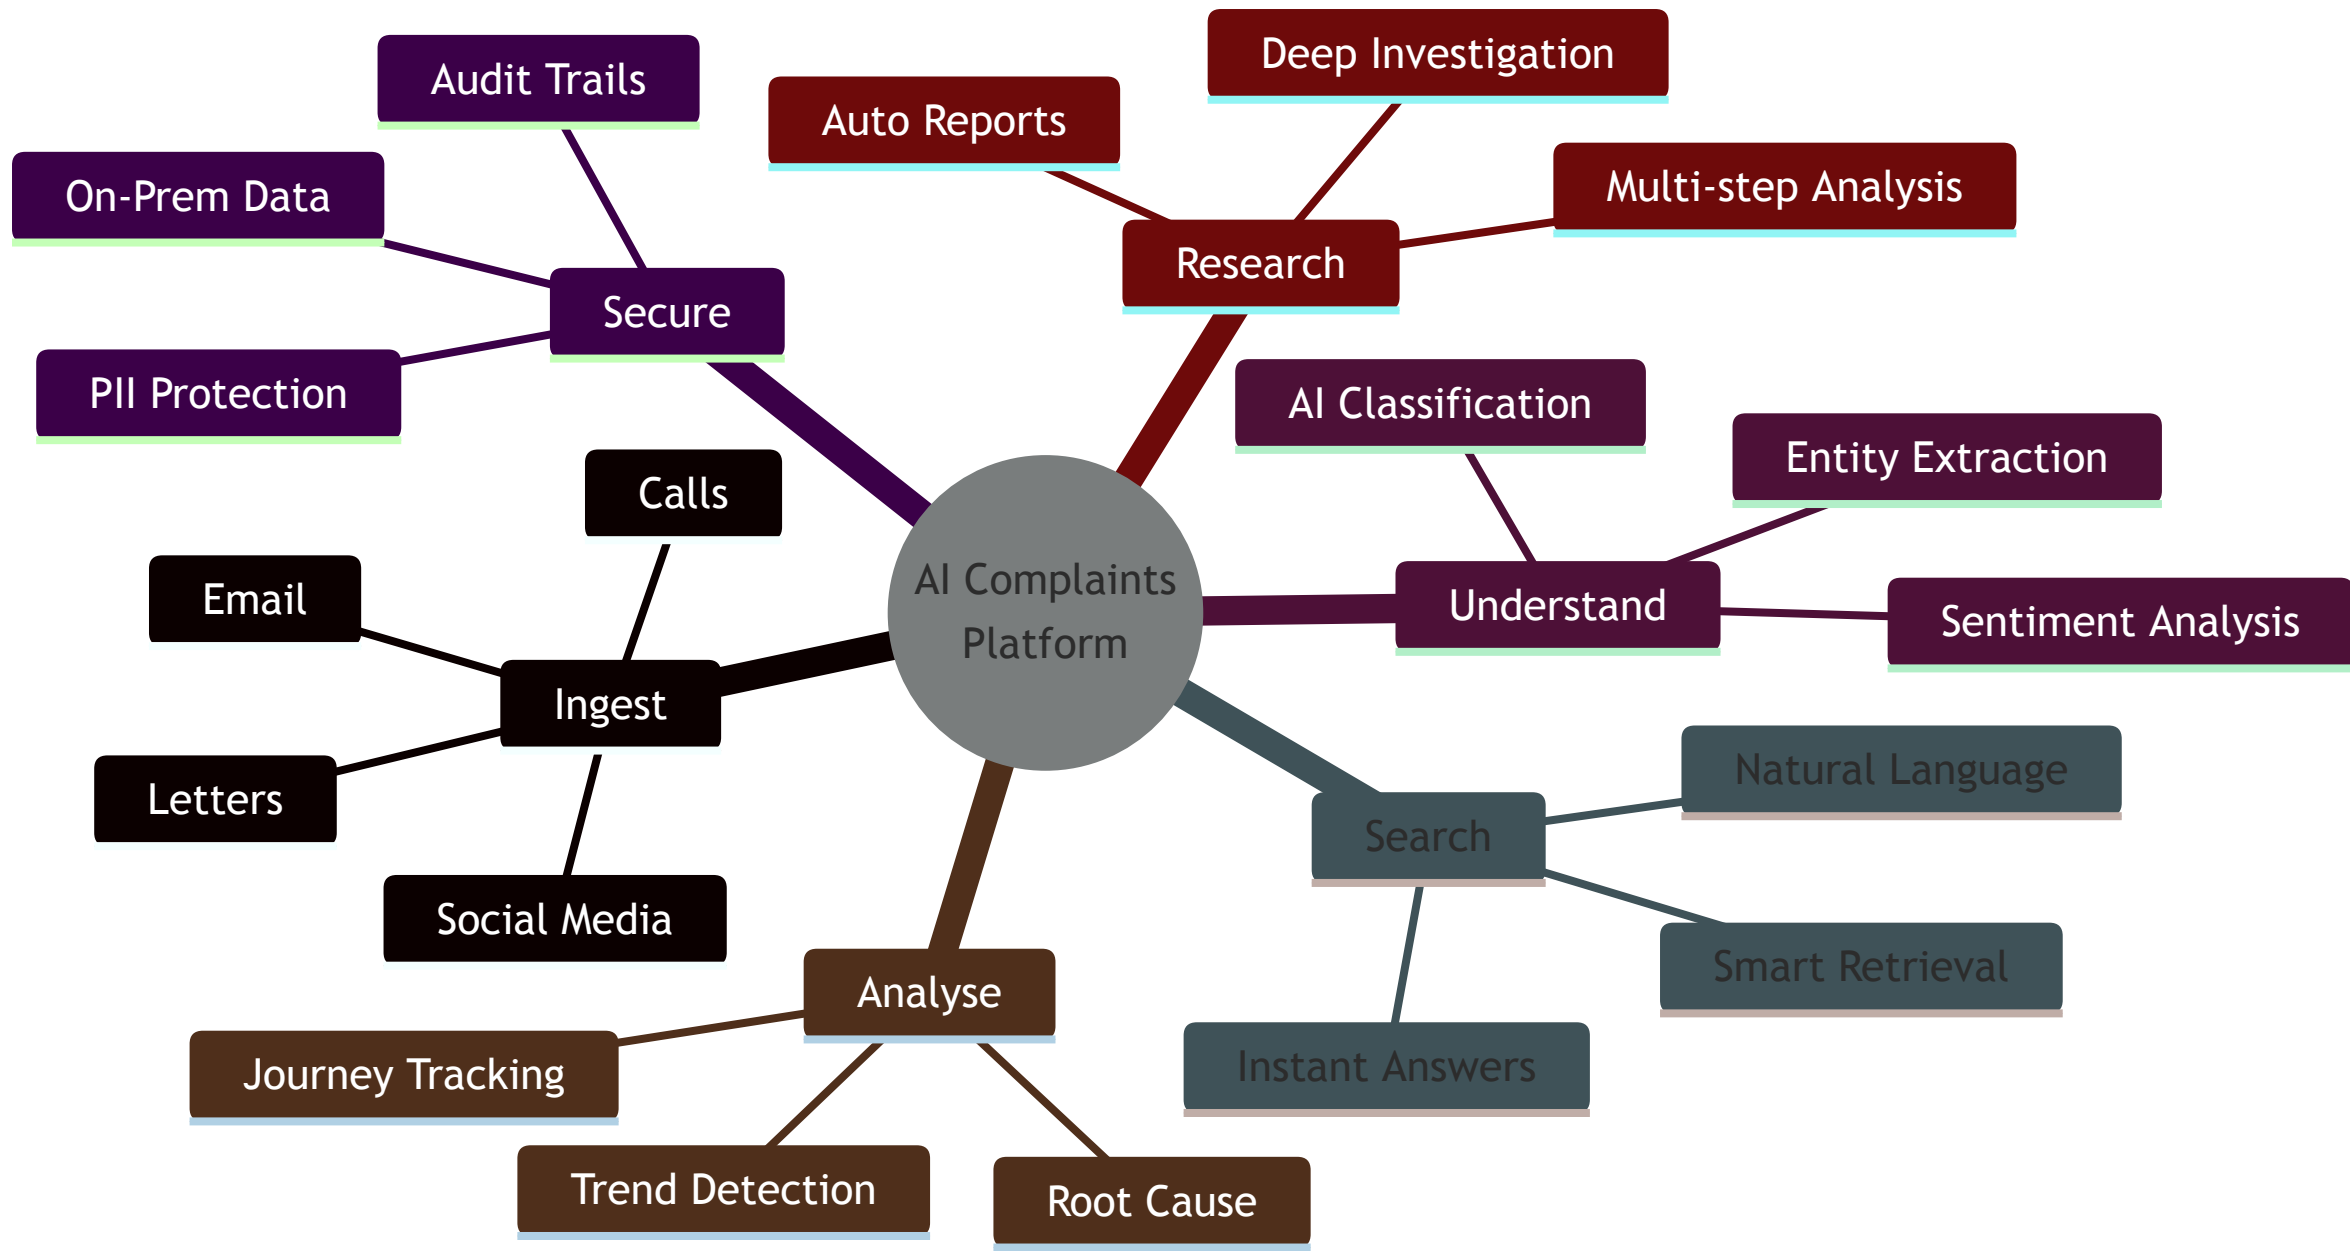 Audit Trails
On-Prem Data
Secure
PII Protection
Auto Reports
Deep Investigation
Multi-step Analysis
Research
AI Classification
Entity Extraction
Understand
Sentiment Analysis
AI Complaints
Platform
Calls
Email
Ingest
Letters
Social Media
Natural Language
Search
Smart Retrieval
Instant Answers
Analyse
Journey Tracking
Trend Detection
Root Cause